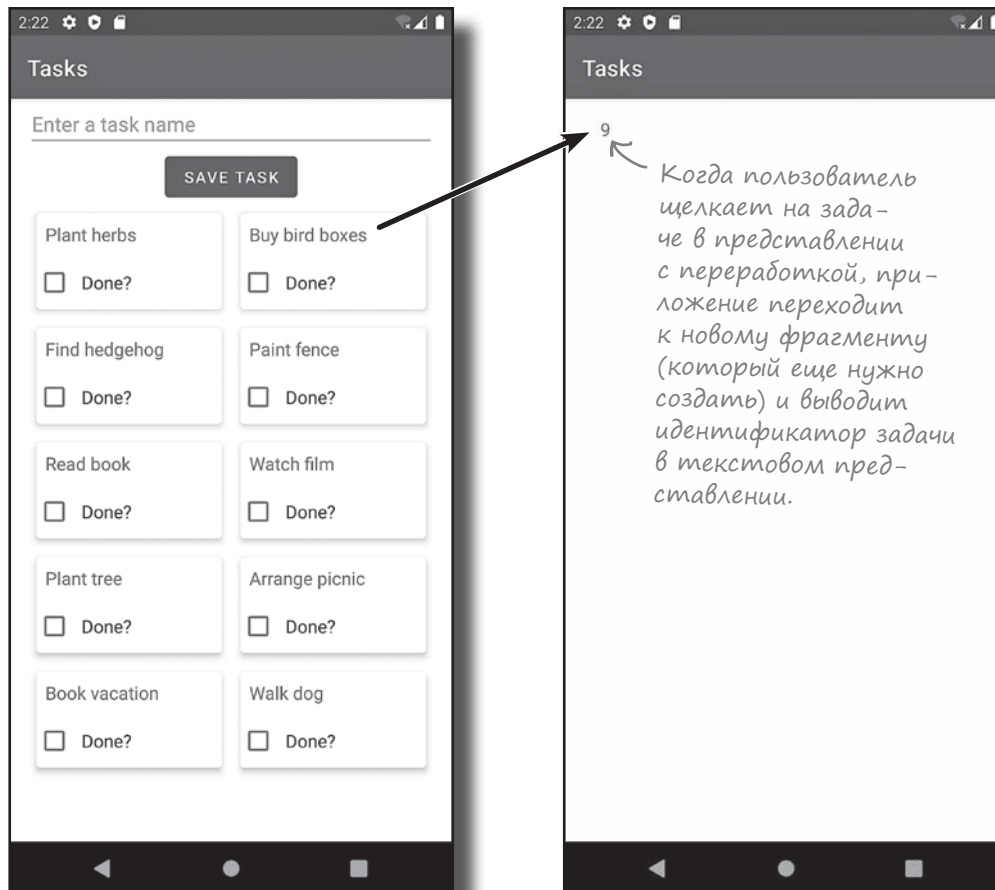 2:22
Tasks
Enter a task name
SAVE TASK
Plant herbs
Done?
Buy bird boxes
Done?
Find hedgehog
Done?
Paint fence
Done?
Read book
Done?
Watch film
Done?
Plant tree
Done?
Arrange picnic
Done?
Book vacation
Done?
Walk dog
Done?
2:22
Tasks
9
Когда пользователь
щелкает на зада-
че в представлении
с переработкой, при-
ложение переходит
к новому фрагменту
(который еще нужно
создать) и выводит
идентификатор задачи
в текстовом пред-
ставлении.